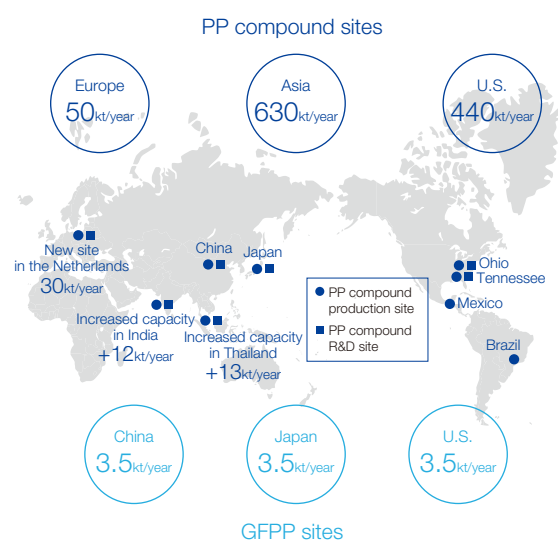 PP compound sites
Europe
50kt/year
Asia
630kt/year
U.S.
440kt/year
New site
in the Netherlands
30kt/year
China
Japan
Increased capacity
in India
+12kt/year
Increased capacity
in Thailand
+13kt/year
PP compound
production site
PP compound
R&D site
Ohio
Tennessee
Mexico
Brazil
China
3.5kt/year
Japan
3.5kt/year
U.S.
3.5kt/year
GFPP sites